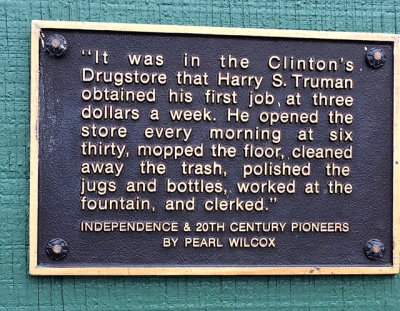 "It was in the Clinton's
Drugstore that Harry S. Truman
obtained his first job, at three
dollars a week. He opened the
store every morning at six
thirty, mopped the floor, cleaned
away the trash, polished the
jugs and bottles, worked at the
fountain, and clerked."
INDEPENDENCE & 20TH CENTURY PIONEERS
BY PEARL WILCOX